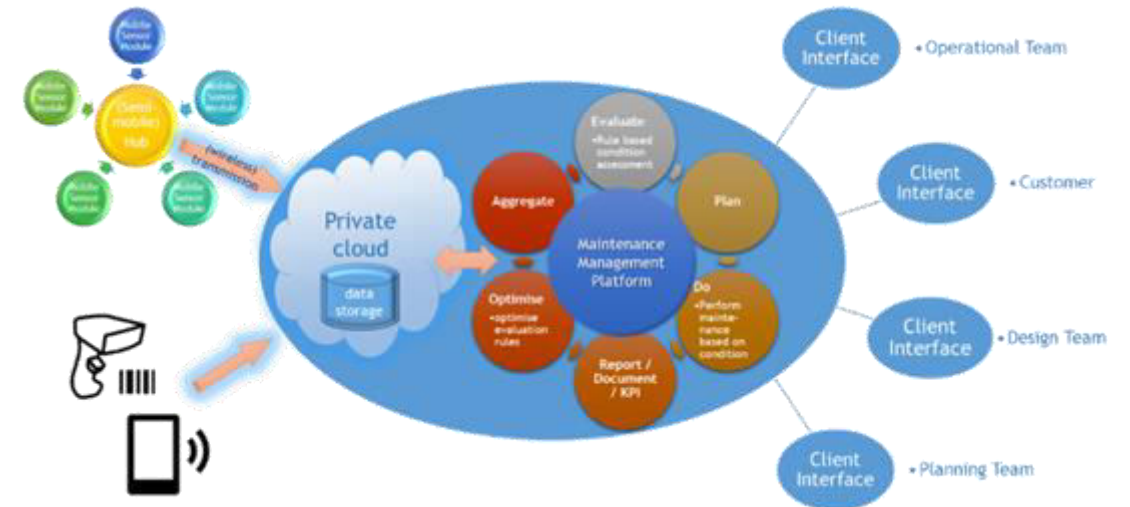 Mobile
Sensor
Module
Mobile
Sensor
Module
Mobile
Sensor
Module
(Semi-
mobile)
Hub
Mobile
Sensor
Module
Mobile
Sensor
Module
(wireless)
transmission
Private
cloud
data
storage
Evaluate
•Rule based
condition
assessment
Aggregate
Plan
Maintenance
Management
Platform
Optimise
•optimise
evaluation
rules
Do
•Perform
mainte-
nance
based on
condition
Report /
Document
/ KPI
Client
Interface
• Operational Team
Client
Interface
• Customer
Client
Interface
• Design Team
Client
Interface
• Planning Team